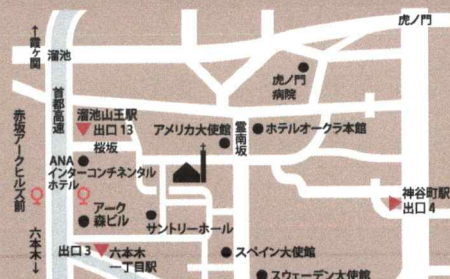 虎ノ門
↑霞ヶ関
溜池
虎ノ門
病院
首都高速
溜池山王駅
出口 13
桜坂
アメリカ大使館
霊南坂
ホテルオークラ本館
赤坂アークヒルズ前
ANA
インターコンチネンタル
ホテル
神谷町駅
出口 4
アーク
森ビル
サントリーホール
六本木↓
出口 3
六本木
一丁目駅
スペイン大使館
スウェーデン大使館